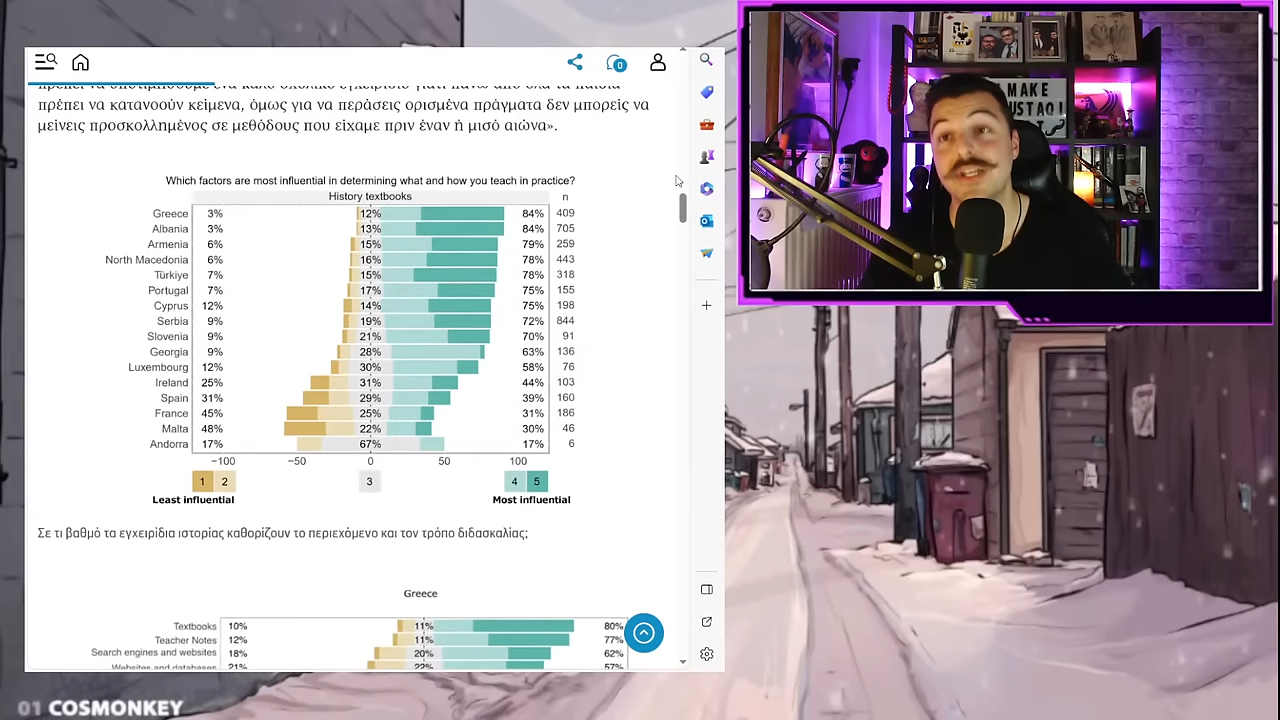 πρέπει να κατανοούν κείμενα, όμως για να περάσεις ορισμένα πράγματα δεν μπορείς να
μείνεις προσκολλημένος σε μεθόδους που είχαμε πριν έναν ή μισό αιώνα».
Which factors are most influential in determining what and how you teach in practice?
History textbooks n
Greece 3% 12% 84% 409
Albania 3% 13% 84% 705
Armenia 6% 15% 79% 259
North Macedonia 6% 16% 78% 443
Türkiye 7% 15% 78% 318
Portugal 7% 17% 75% 155
Cyprus 12% 14% 75% 198
Serbia 9% 19% 72% 844
Slovenia 9% 21% 70% 91
Georgia 9% 28% 63% 136
Luxembourg 12% 30% 58% 76
Ireland 25% 31% 44% 103
Spain 31% 29% 39% 160
France 45% 25% 31% 186
Malta 48% 22% 30% 46
Andorra 17% 67% 17% 6
−100 −50 0 50 100
1 2 3 4 5
Least influential Most influential
Σε τι βαθμό τα εγχειρίδια ιστορίας καθορίζουν το περιεχόμενο και τον τρόπο διδασκαλίας;
Greece
Textbooks 10% 11% 80%
Teacher Notes 12% 11% 77%
Search engines and websites 18% 20% 62%
Websites and databases 21% 22% 57%
0
MAKE
01 COSMONKEY